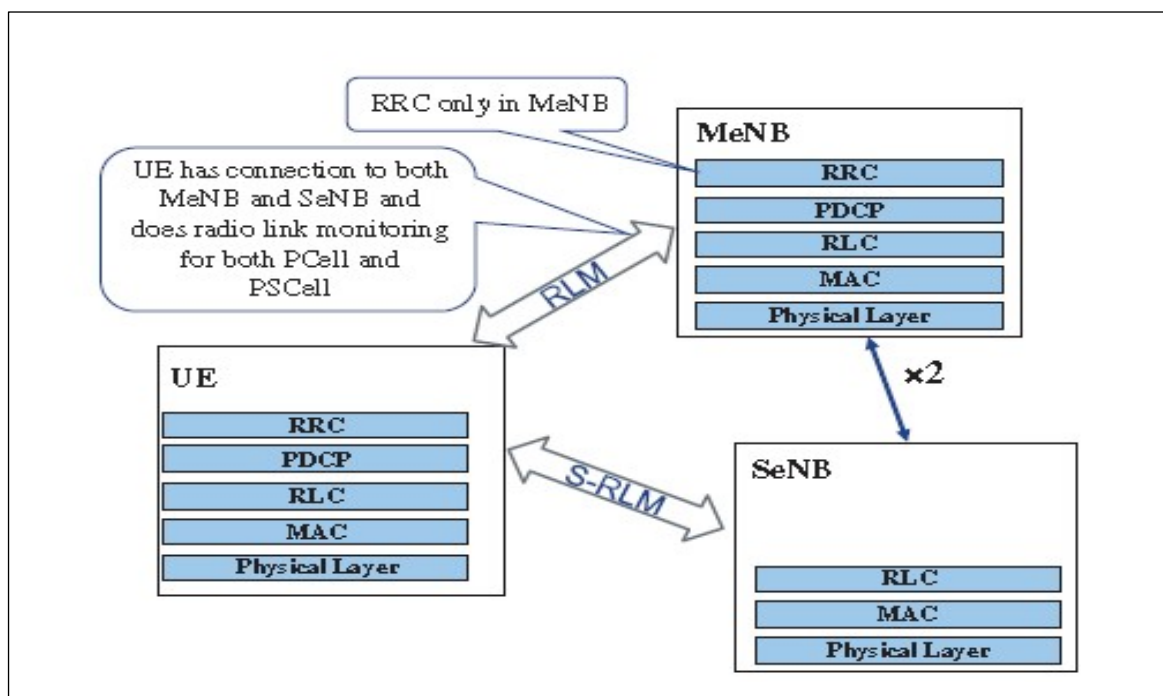 RRC only in MeNB
UE has connection to both
MeNB and SeNB and
does radio link monitoring
for both PCell and
PSCell
MeNB
RRC
PDCP
RLC
MAC
Physical Layer
RLM
×2
UE
RRC
PDCP
RLC
MAC
Physical Layer
S-RLM
SeNB
RLC
MAC
Physical Layer